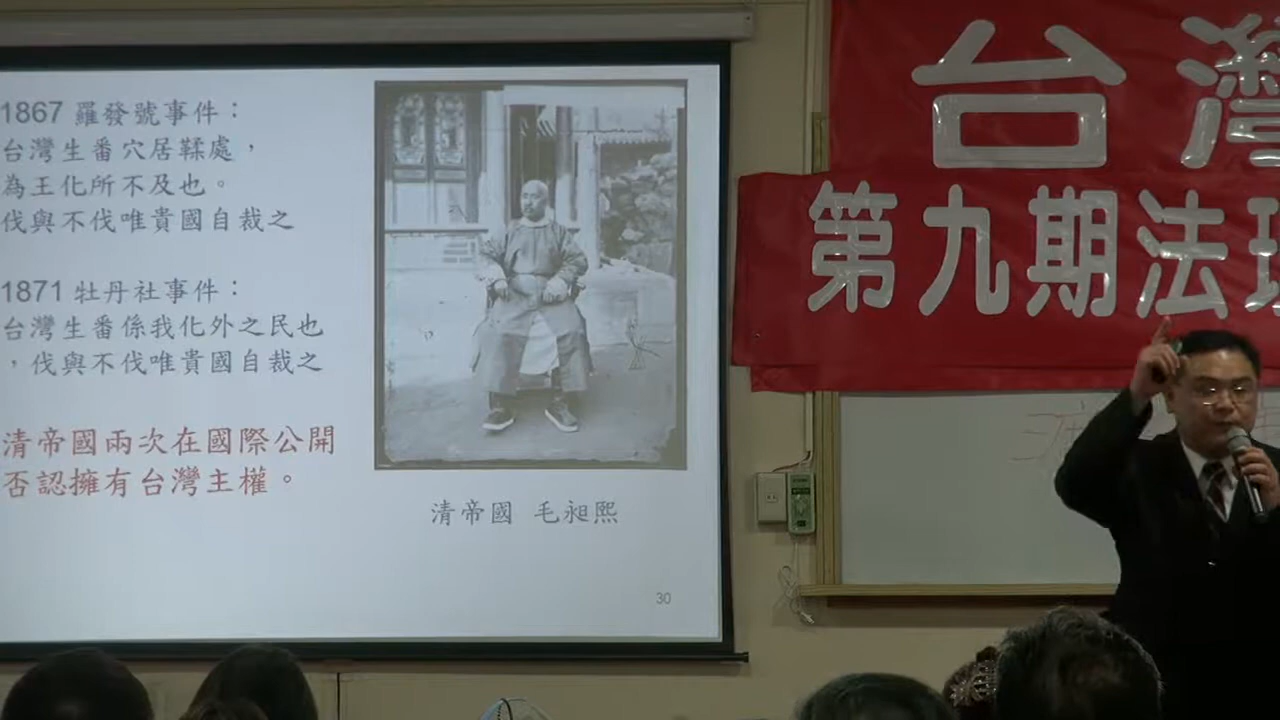 1867 羅發號事件：
台灣生番穴居鞣處，
為王化所不及也。
伐與不伐唯貴國自裁之
1871 牡丹社事件：
台灣生番係我化外之民也
，伐與不伐唯貴國自裁之
清帝國兩次在國際公開
否認擁有台灣主權。
清帝國 毛昶熙
30
台灣
第九期法理